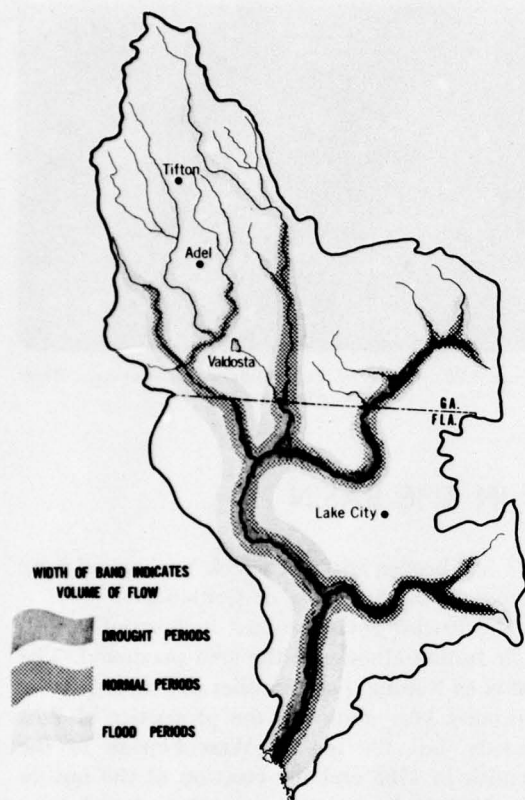 Tifton
Adel
Valdosta
GA.
FLA.
Lake City
WIDTH OF BAND INDICATES
VOLUME OF FLOW
DROUGHT PERIODS
NORMAL PERIODS
FLOOD PERIODS